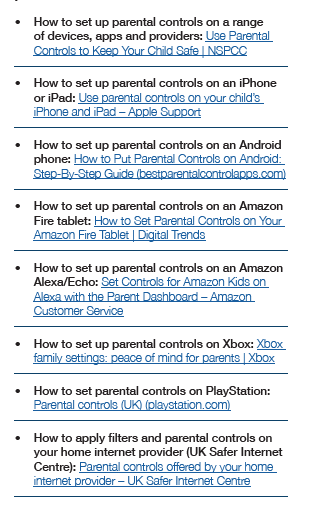 • How to set up parental controls on a range
of devices, apps and providers: Use Parental
Controls to Keep Your Child Safe | NSPCC
• How to set up parental controls on an iPhone
or iPad: Use parental controls on your child's
iPhone and iPad – Apple Support
• How to set up parental controls on an Android
phone: How to Put Parental Controls on Android:
Step-By-Step Guide (bestparentalcontrolapps.com)
• How to set up parental controls on an Amazon
Fire tablet: How to Set Parental Controls on Your
Amazon Fire Tablet | Digital Trends
• How to set up parental controls on an Amazon
Alexa/Echo: Set Controls for Amazon Kids on
Alexa with the Parent Dashboard – Amazon
Customer Service
• How to set up parental controls on Xbox: Xbox
family settings: peace of mind for parents | Xbox
• How to set parental controls on PlayStation:
Parental controls (UK) (playstation.com)
• How to apply filters and parental controls on
your home internet provider (UK Safer Internet
Centre): Parental controls offered by your home
internet provider – UK Safer Internet Centre